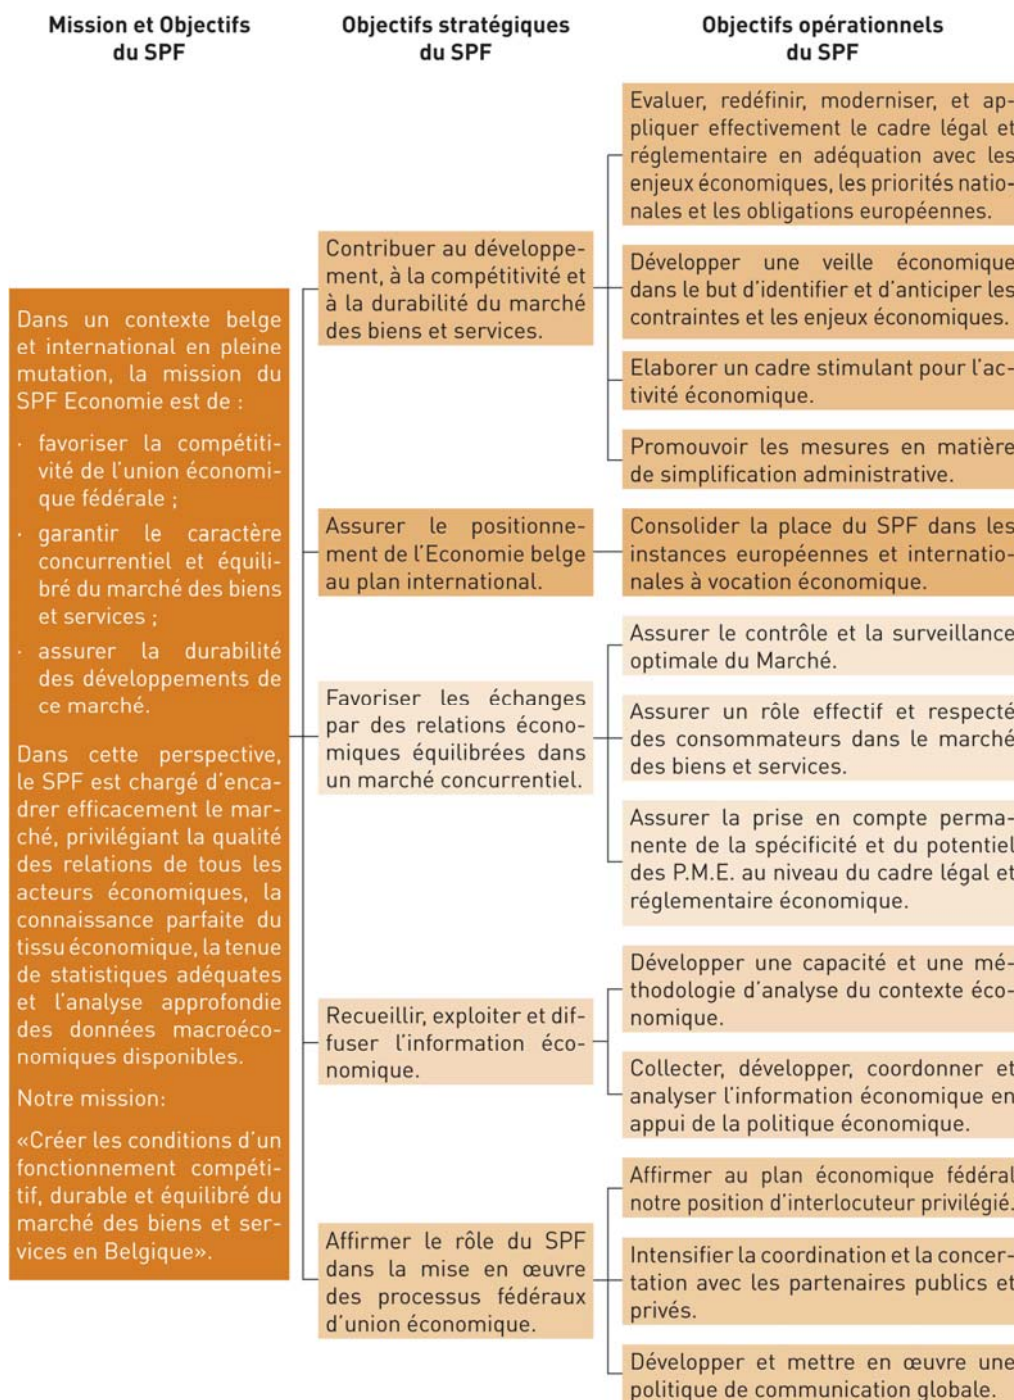 Mission et Objectifs
du SPF
Objectifs stratégiques
du SPF
Objectifs opérationnels
du SPF
Dans un contexte belge
et international en pleine
mutation, la mission du
SPF Economie est de :
· favoriser la compétiti-
vité de l'union économi-
que fédérale ;
· garantir le caractère
concurrentiel et équili-
bré du marché des biens
et services ;
· assurer la durabilité
des développements de
ce marché.
Dans cette perspective,
le SPF est chargé d'enca-
drer efficacement le mar-
ché, privilégiant la qualité
des relations de tous les
acteurs économiques, la
connaissance parfaite du
tissu économique, la tenue
de statistiques adéquates
et l'analyse approfondie
des données macroéco-
nomiques disponibles.
Notre mission:
«Créer les conditions d'un
fonctionnement compéti-
tif, durable et équilibré du
marché des biens et ser-
vices en Belgique».
Contribuer au développe-
ment, à la compétitivité et
à la durabilité du marché
des biens et services.
Evaluer, redéfinir, moderniser, et ap-
pliquer effectivement le cadre légal et
réglementaire en adéquation avec les
enjeux économiques, les priorités natio-
nales et les obligations européennes.
Développer une veille économique
dans le but d'identifier et d'anticiper les
contraintes et les enjeux économiques.
Elaborer un cadre stimulant pour l'ac-
tivité économique.
Promouvoir les mesures en matière
de simplification administrative.
Assurer le positionne-
ment de l'Economie belge
au plan international.
Consolider la place du SPF dans les
instances européennes et internatio-
nales à vocation économique.
Favoriser les échanges
par des relations écono-
miques équilibrées dans
un marché concurrentiel.
Assurer le contrôle et la surveillance
optimale du Marché.
Assurer un rôle effectif et respecté
des consommateurs dans le marché
des biens et services.
Assurer la prise en compte perma-
nente de la spécificité et du potentiel
des P.M.E. au niveau du cadre légal et
réglementaire économique.
Recueillir, exploiter et dif-
fuser l'information éco-
nomique.
Développer une capacité et une mé-
thodologie d'analyse du contexte éco-
nomique.
Collecter, développer, coordonner et
analyser l'information économique en
appui de la politique économique.
Affirmer le rôle du SPF
dans la mise en œuvre
des processus fédéraux
d'union économique.
Affirmer au plan économique fédéral
notre position d'interlocuteur privilégié.
Intensifier la coordination et la concer-
tation avec les partenaires publics et
privés.
Développer et mettre en œuvre une
politique de communication globale.